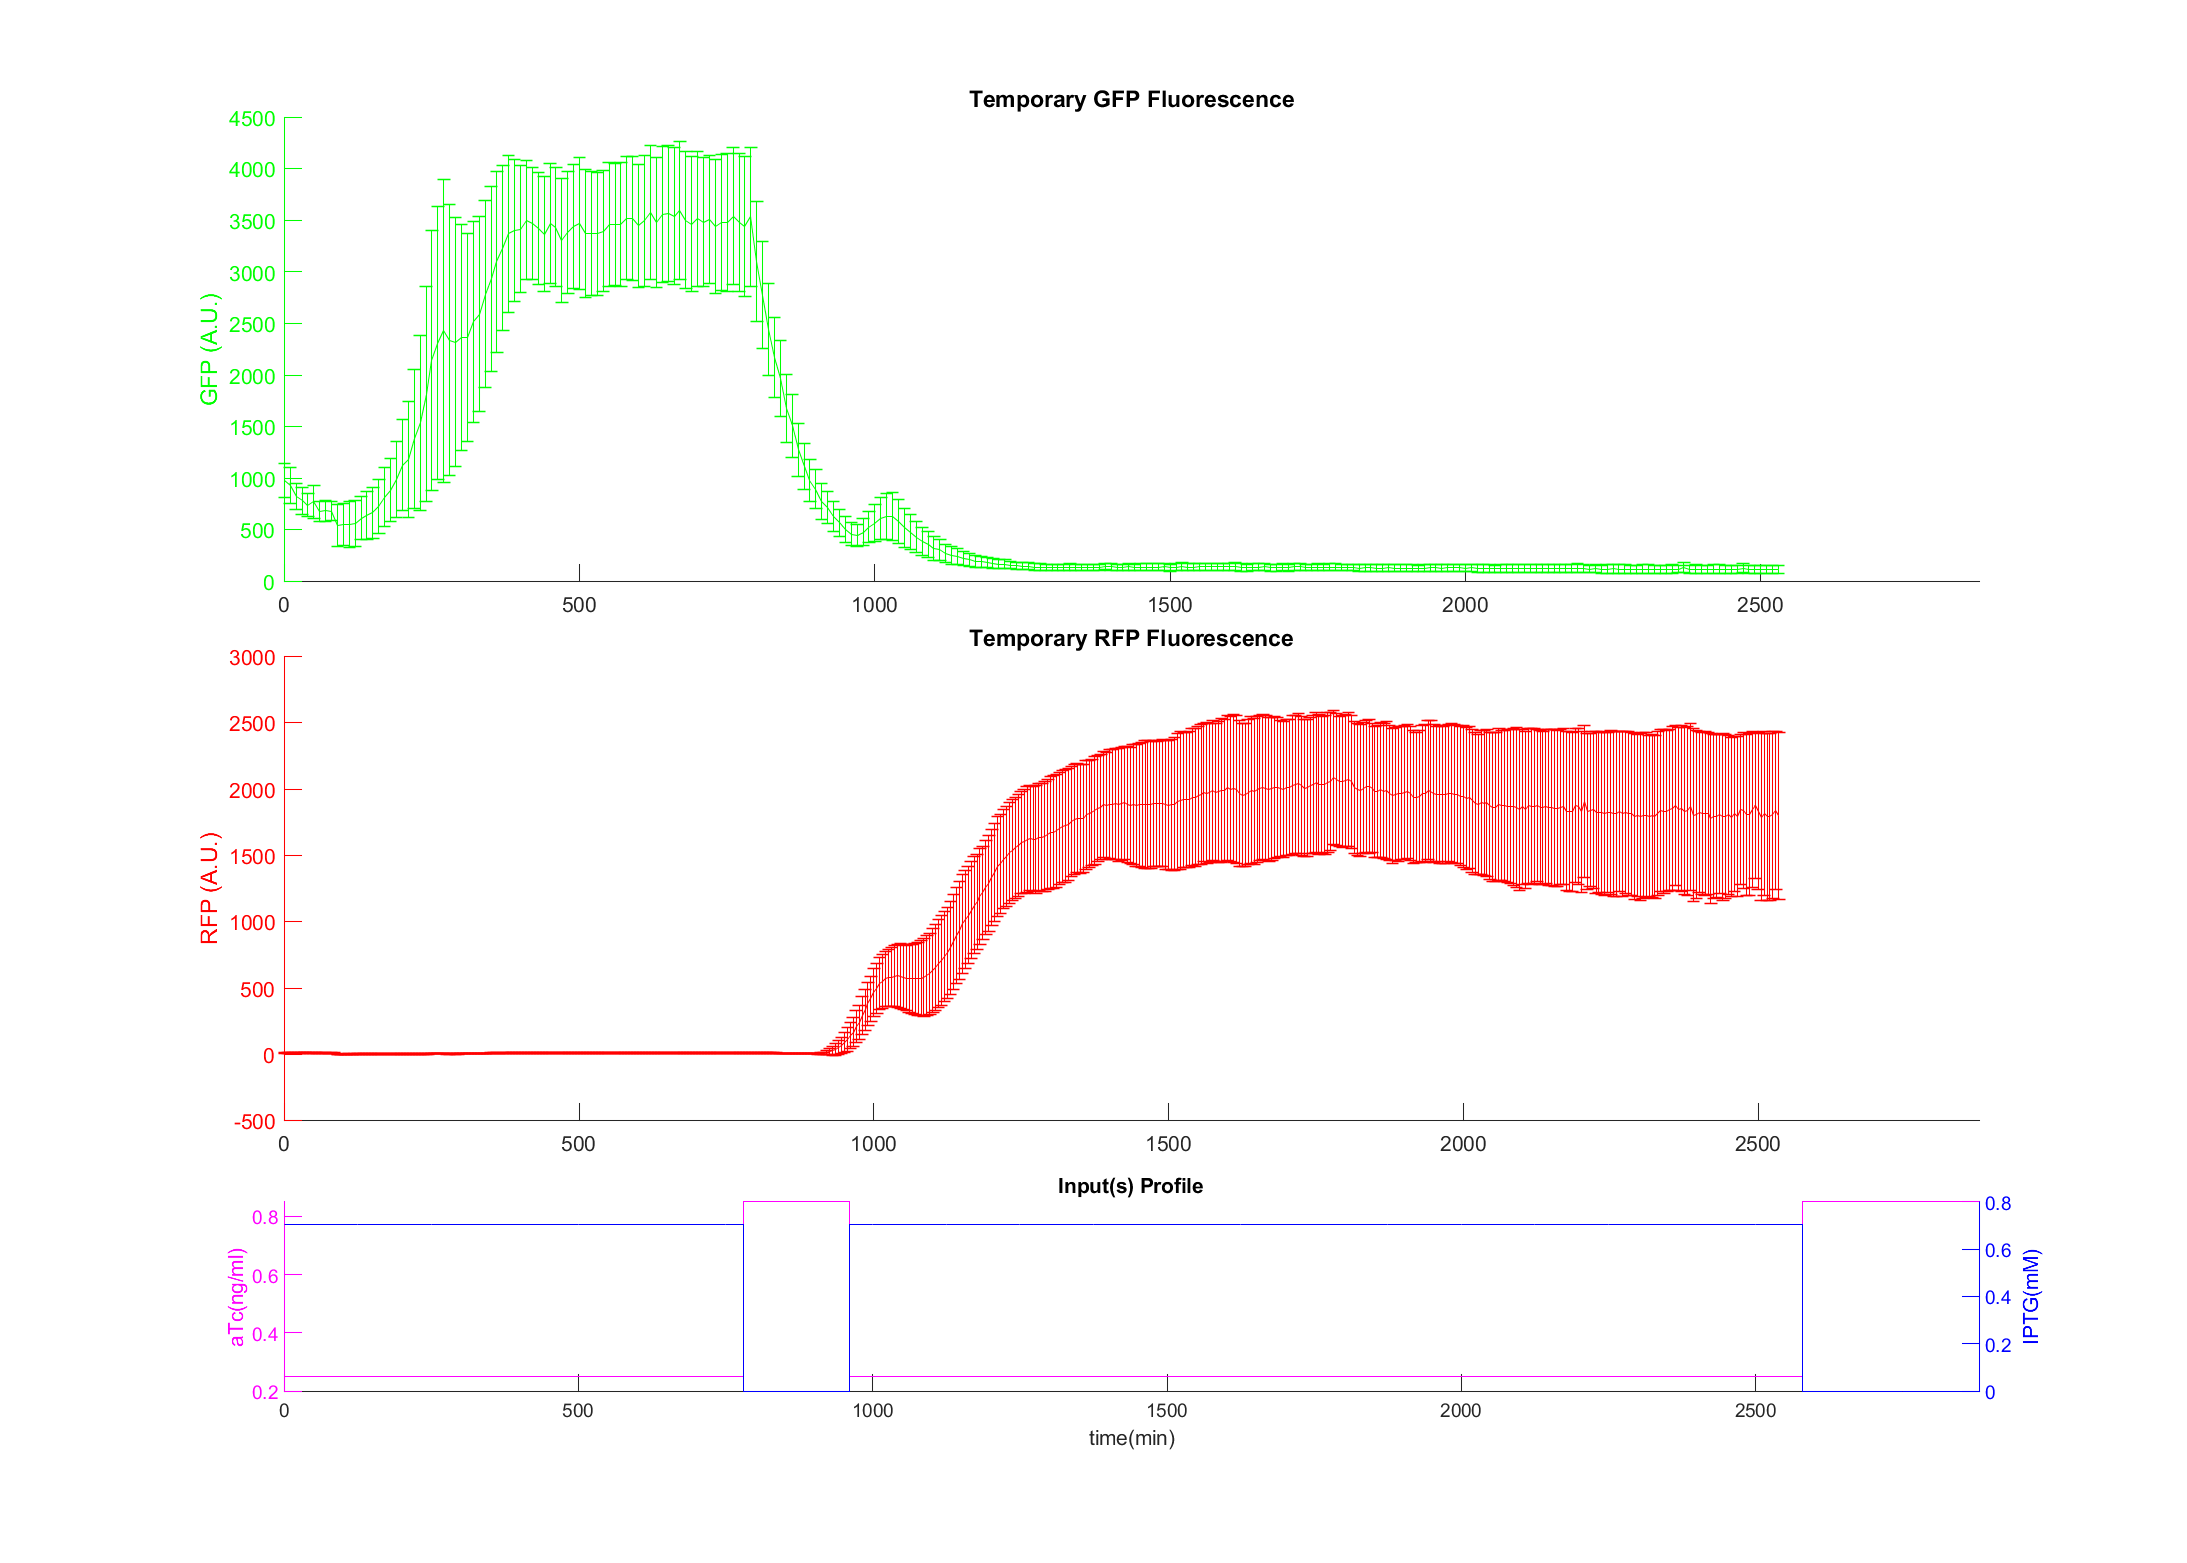 Temporary GFP Fluorescence
4500
4000
3500
3000
2500
2000
1500
1000
500
0
GFP (A.U.)
0 500 1000 1500 2000 2500
Temporary RFP Fluorescence
3000
2500
2000
1500
1000
500
0
-500
RFP (A.U.)
0 500 1000 1500 2000 2500
Input(s) Profile
0.8
0.6
0.4
0.2
aTc(ng/ml)
0.8
0.6
0.4
0.2
0
IPTG(mM)
0 500 1000 1500 2000 2500
time(min)